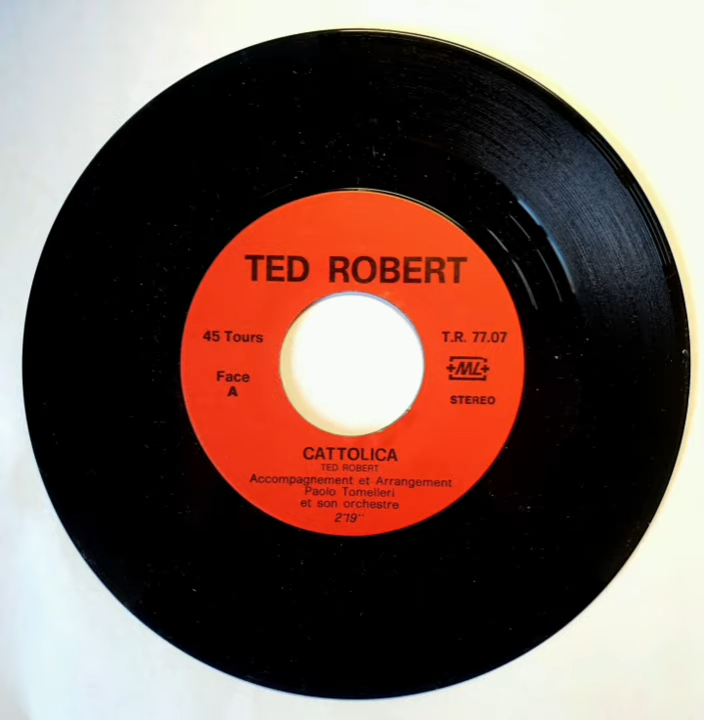 TED ROBERT
45 Tours
T.R. 77.07
Face
A
+ML+
STEREO
CATTOLICA
TED ROBERT
Accompagnement et Arrangement
Paolo Tomelleri
et son orchestre
2'19''